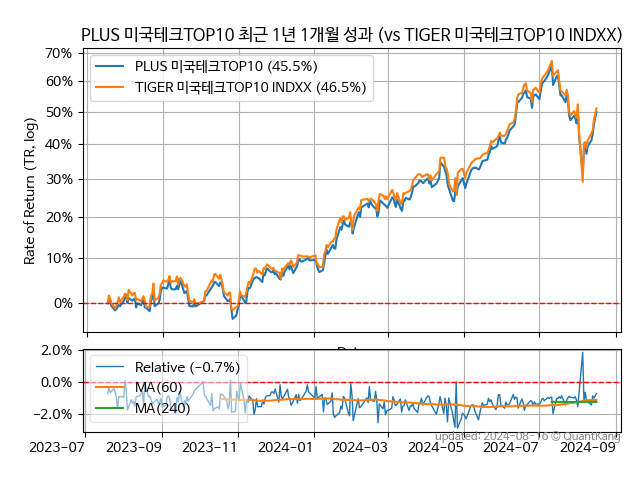 PLUS 미국테크TOP10 최근 1년 1개월 성과 (vs TIGER 미국테크TOP10 INDXX)
70%
60%
50%
40%
30%
20%
10%
0%
Rate of Return (TR, log)
PLUS 미국테크TOP10 (45.5%)
TIGER 미국테크TOP10 INDXX (46.5%)
2.0%
0.0%
−2.0%
Relative (−0.7%)
MA(60)
MA(240)
updated: 2024-08-16 © QuantKang
2023-07 2023-09 2023-11 2024-01 2024-03 2024-05 2024-07 2024-09